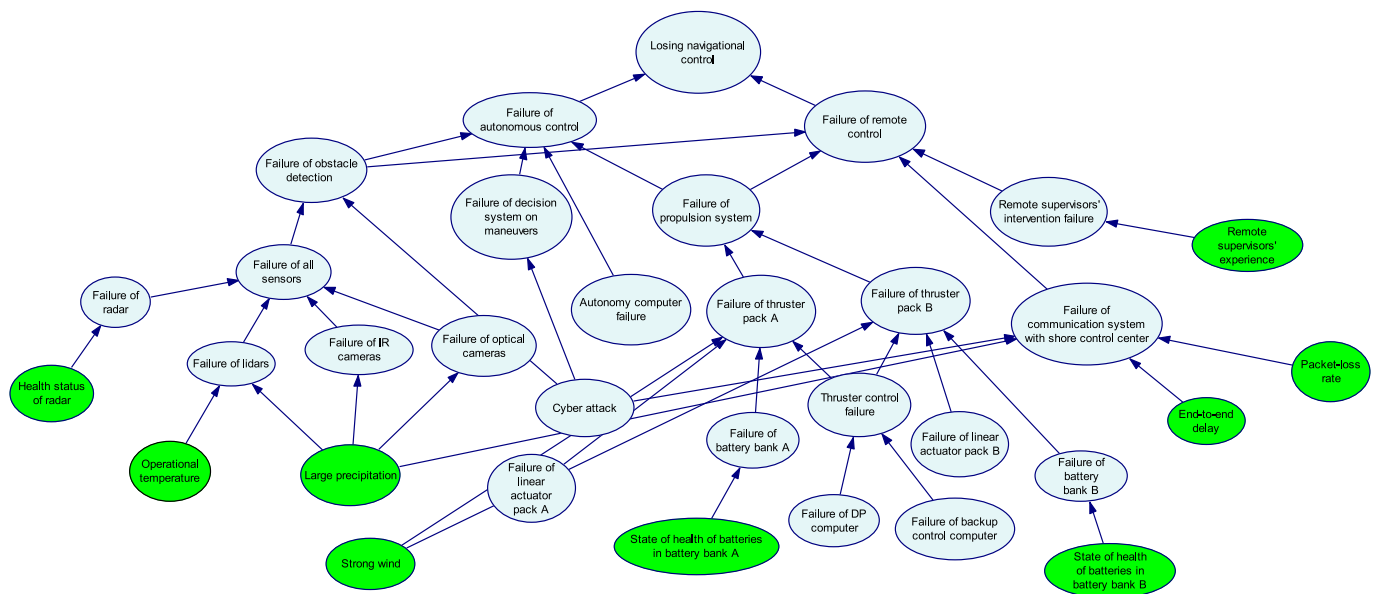 Losing navigational
control
Failure of
autonomous control
Failure of remote
control
Failure of obstacle
detection
Failure of decision
system on
maneuvers
Failure of
propulsion system
Remote supervisors'
intervention failure
Remote
supervisors'
experience
Failure of all
sensors
Failure of
radar
Autonomy computer
failure
Failure of thruster
pack A
Failure of thruster
pack B
Failure of
communication system
with shore control center
Failure of IR
cameras
Failure of optical
cameras
Failure of lidars
Health status
of radar
Packet-loss
rate
Cyber attack
Thruster control
failure
End-to-end
delay
Failure of
battery bank A
Failure of linear
actuator pack B
Operational
temperature
Large precipitation
Failure of
linear
actuator
pack A
Failure of
battery
bank B
Failure of DP
computer
Failure of backup
control computer
Strong wind
State of health of batteries
in battery bank A
State of health
of batteries in
battery bank B